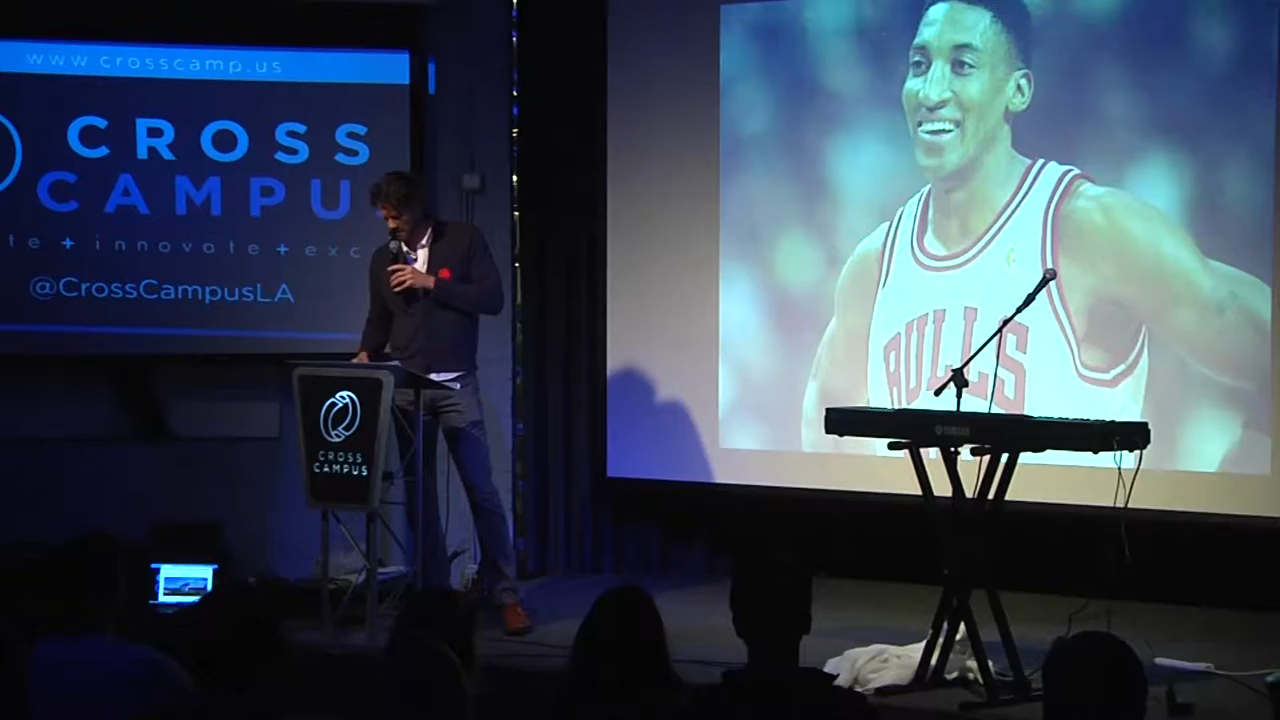 www crosscamp.us
CROSS
CAMPU
te + innovate + exc
@CrossCampusLA
CROSS
CAMPUS
BULLS
YAMAHA